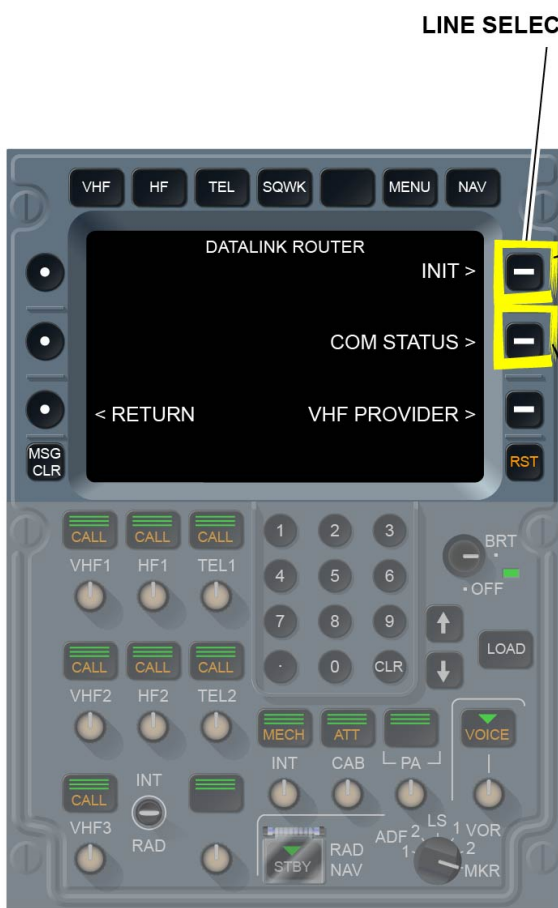 LINE SELEC
VHF HF TEL SQWK MENU NAV
DATALINK ROUTER
INIT >
COM STATUS >
< RETURN VHF PROVIDER >
MSG
CLR
RST
CALL CALL CALL
VHF1 HF1 TEL1
1 2 3
BRT
OFF
4 5 6
7 8 9
LOAD
CALL CALL CALL
· 0 CLR
VHF2 HF2 TEL2
MECH ATT VOICE
INT CAB PA
CALL
INT
VHF3
RAD
STBY
RAD
NAV
ADF 2 LS 1 VOR
1 2
MKR